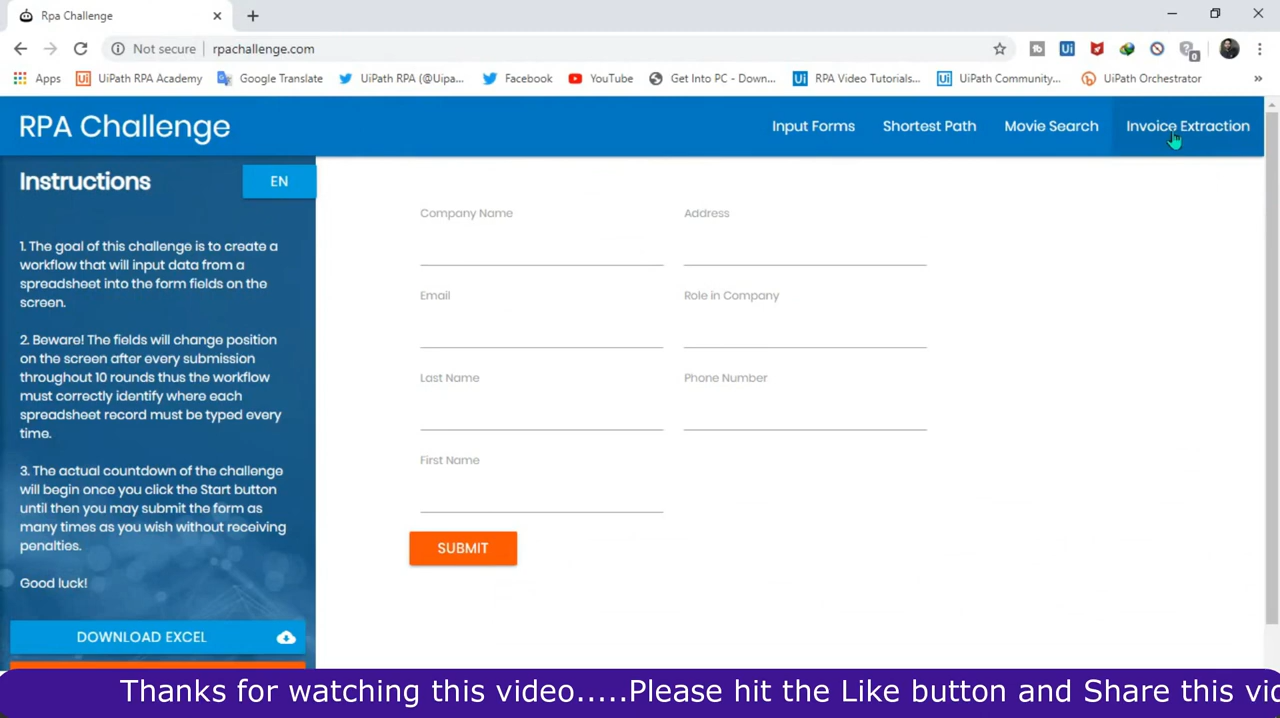 Rpa Challenge
Not secure rpachallenge.com
Apps UiPath RPA Academy Google Translate UiPath RPA (@Uipa... Facebook YouTube Get Into PC - Down... RPA Video Tutorials... UiPath Community... UiPath Orchestrator »
RPA Challenge Input Forms Shortest Path Movie Search Invoice Extraction
Instructions
EN
1. The goal of this challenge is to create a
workflow that will input data from a
spreadsheet into the form fields on the
screen.
2. Beware! The fields will change position
on the screen after every submission
throughout 10 rounds thus the workflow
must correctly identify where each
spreadsheet record must be typed every
time.
3. The actual countdown of the challenge
will begin once you click the Start button
until then you may submit the form as
many times as you wish without receiving
penalties.
Good luck!
DOWNLOAD EXCEL
Company Name Address
Email Role in Company
Last Name Phone Number
First Name
SUBMIT
Thanks for watching this video.....Please hit the Like button and Share this vid